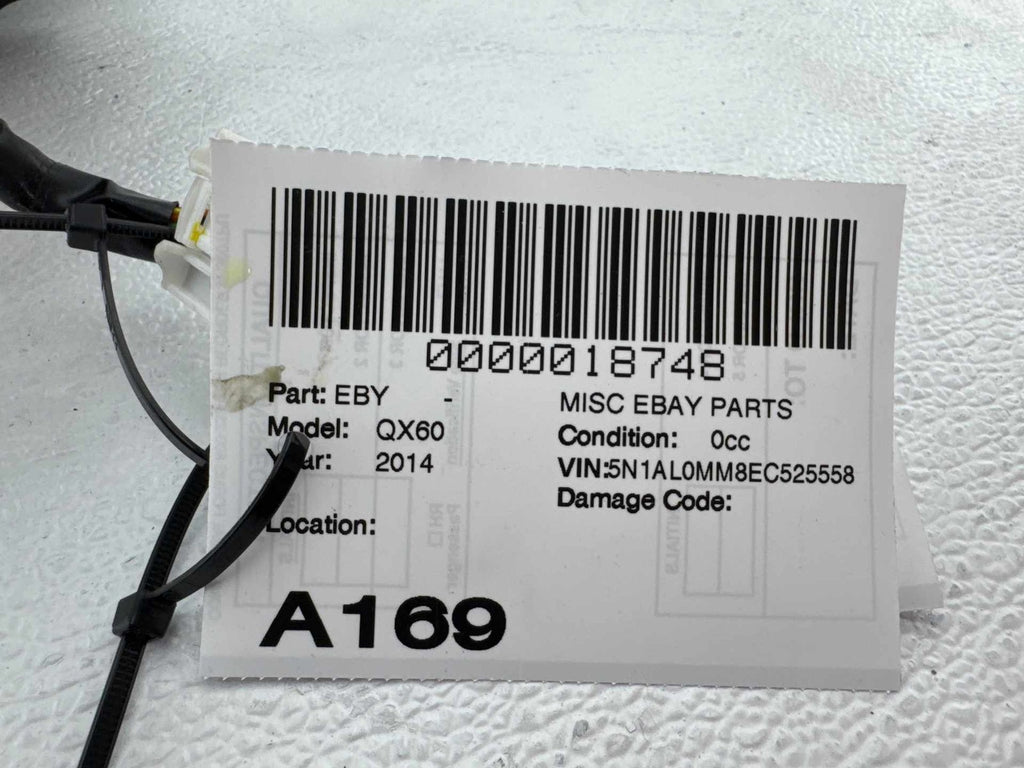 0000018748
Part: EBY - MISC EBAY PARTS
Model: QX60 Condition: 0cc
Year: 2014 VIN:5N1AL0MM8EC525558
Damage Code:
Location:
A169